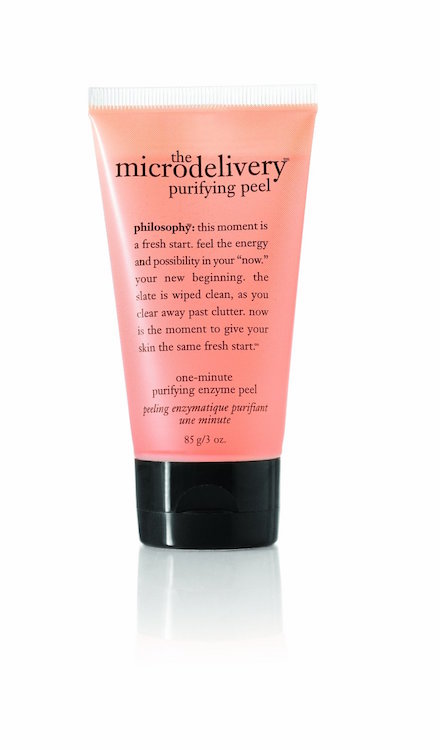 the
microdelivery™
purifying peel
philosophy:™ this moment is
a fresh start. feel the energy
and possibility in your “now.”
your new beginning. the
slate is wiped clean, as you
clear away past clutter. now
is the moment to give your
skin the same fresh start.℠
one-minute
purifying enzyme peel
peeling enzymatique purifiant
une minute
85 g/3 oz.